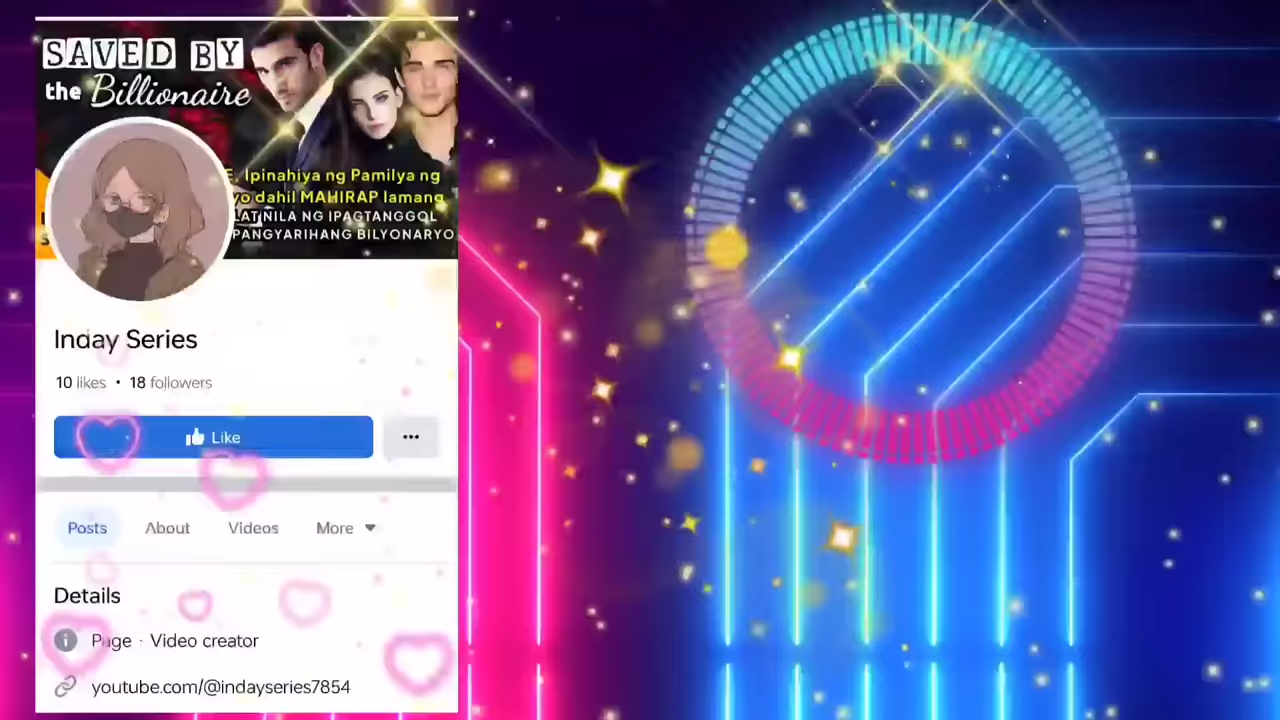 SAVED BY
the Billionaire
Ipinahiya ng Pamilya ng
dahil MAHIRAP lamang
NILA NG IPAGTANGGOL
PANGYARIHANG BILYONARYO
Inday Series
10 likes • 18 followers
Like
Posts About Videos More
Details
Page · Video creator
youtube.com/@indayseries7854